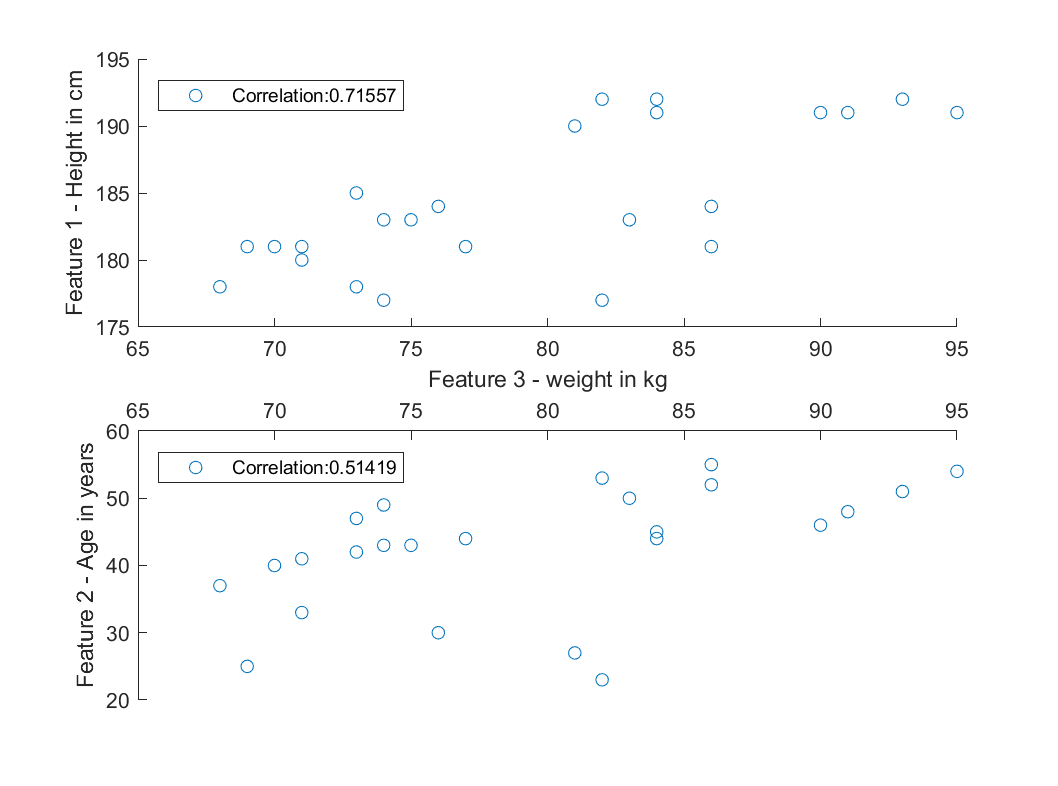 195
Correlation:0.71557
190
185
180
175
Feature 1 - Height in cm
65 70 75 80 85 90 95
Feature 3 - weight in kg
65 70 75 80 85 90 95
60
Correlation:0.51419
50
40
30
20
Feature 2 - Age in years